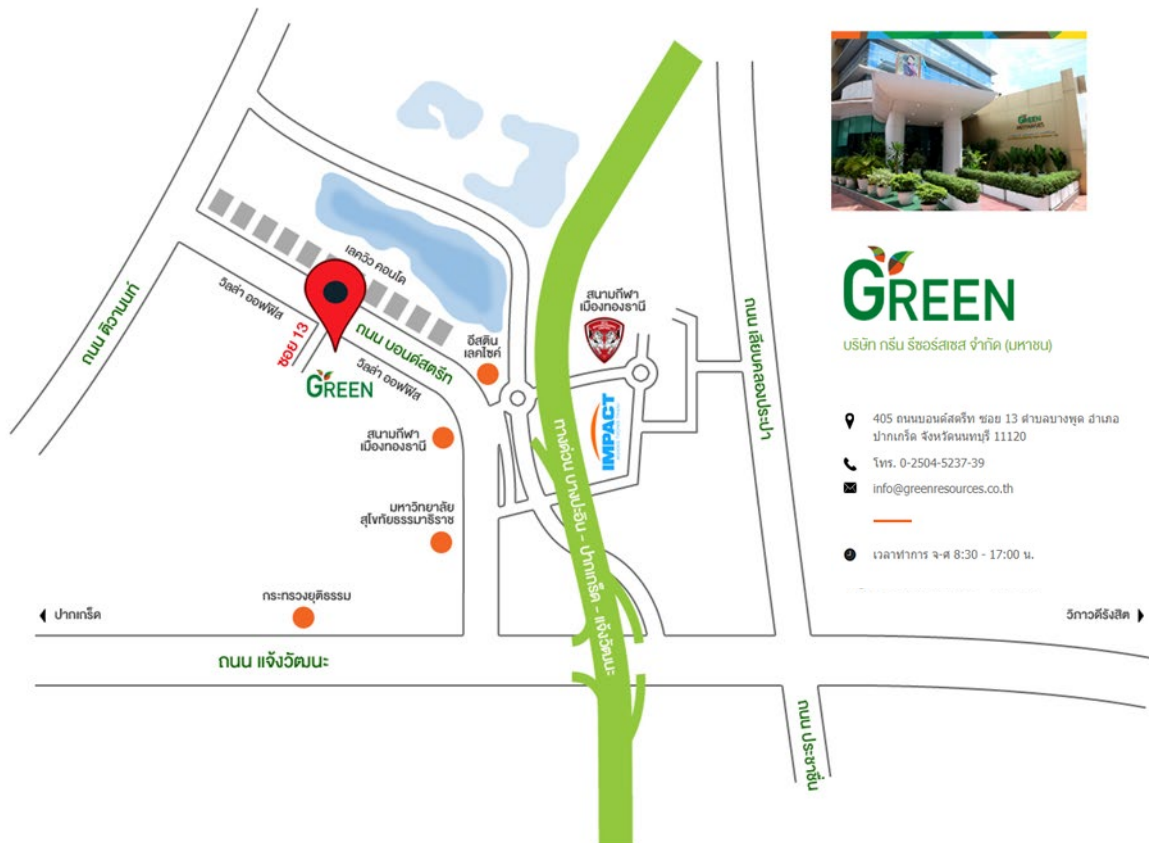 ถนน ติวานนท์
เลควิว คอนโด
วิลล่า ออฟฟิส
ซอย 13
ถนน บอนด์สตรีท
วิลล่า ออฟฟิส
GREEN
อีสติน
เลคไซค์
สนามกีฬา
เมืองทองธานี
IMPACT
สนามกีฬา
เมืองทองธานี
มหาวิทยาลัย
สุโขทัยธรรมาธิราช
กระทรวงยุติธรรม
ปากเกร็ด
ถนน แจ้งวัฒนะ
ทางด่วน บางปะอิน - ปากเกร็ด - แจ้งวัฒนะ
ถนน เลียบคลองประปา
ถนน ประชาชื่น
วิภาวดีรังสิต
GREEN
GREEN
บริษัท กรีน รีซอร์สเซส จำกัด (มหาชน)
405 ถนนบอนด์สตรีท ซอย 13 ตำบลบางพูด อำเภอ
ปากเกร็ด จังหวัดนนทบุรี 11120
โทร. 0-2504-5237-39
info@greenresources.co.th
เวลาทำการ จ-ศ 8:30 - 17:00 น.